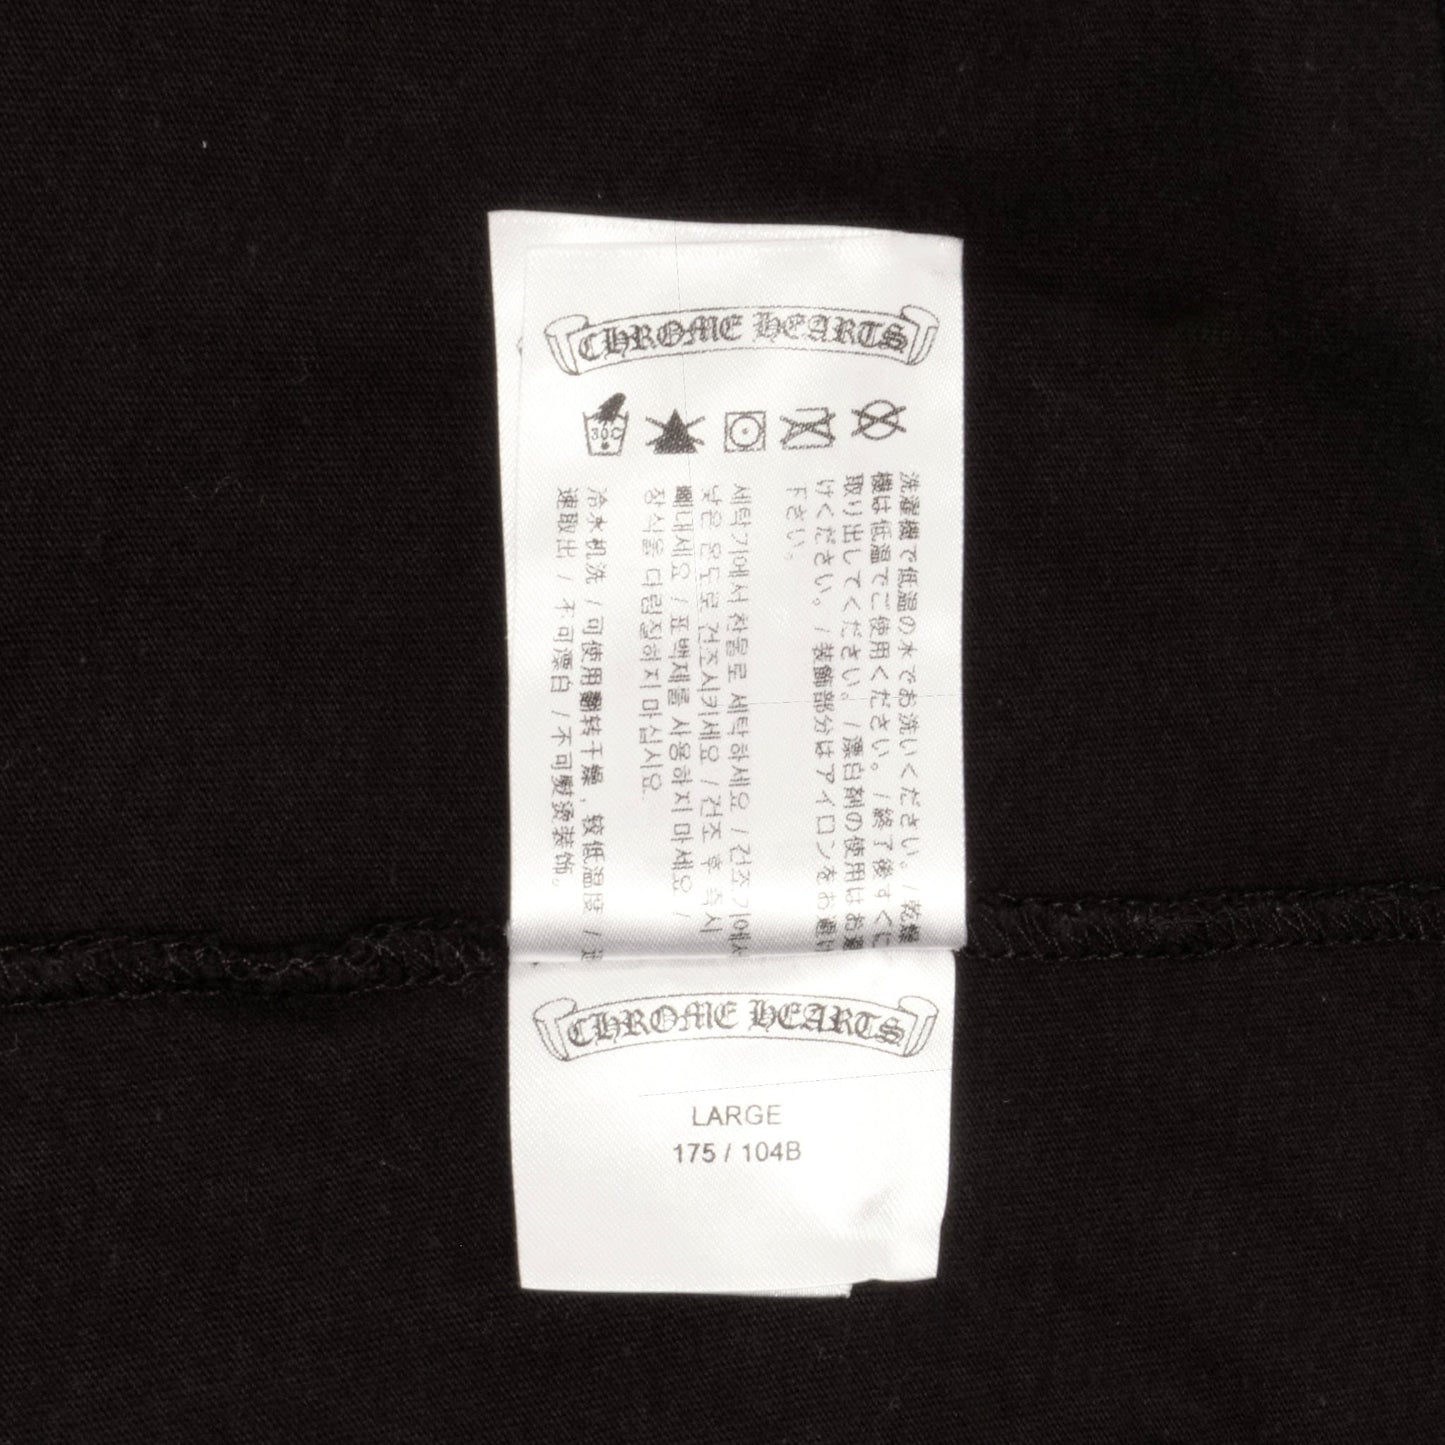 CHROME HEARTS
30C
洗濯機で低温の水でお洗いください。/乾燥
機は低温でご使用ください。/終了後すぐに
取り出してください。/漂白剤の使用はお避
けください。/装飾部分はアイロンをお避け
下さい。
세탁기에서 찬물로 세탁하세요 / 건조기에서
낮은 온도로 건조시키세요 / 건조 후 즉시
빼내세요 / 표백제를 사용하지 마세요 /
장식을 다림질하지 마십시요.
冷水机洗 / 可使用翻转干燥，较低温度 / 迅
速取出 / 不可漂白 / 不可熨烫装饰。
CHROME HEARTS
LARGE
175 / 104B